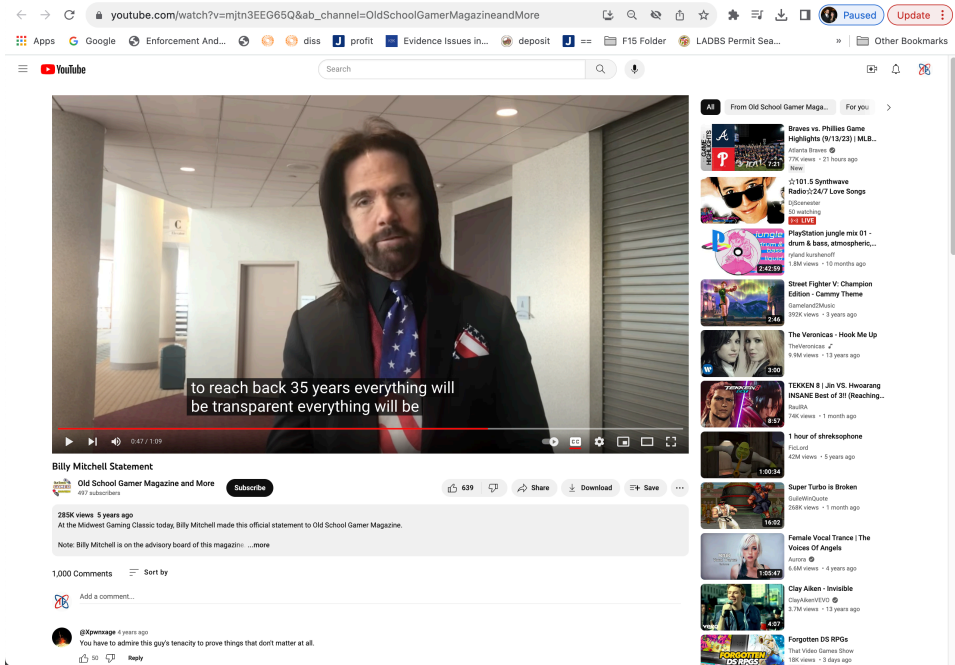 youtube.com/watch?v=mjtn3EEG65Q&ab_channel=OldSchoolGamerMagazineandMore
Paused
Update
Apps
Google
Enforcement And...
diss
profit
Evidence Issues in...
deposit
==
F15 Folder
LADBS Permit Sea...
»
Other Bookmarks
YouTube
Search
C
to reach back 35 years everything will
be transparent everything will be
0:47 / 1:09
CC
Billy Mitchell Statement
Old School Gamer Magazine and More
497 subscribers
Subscribe
639
Share
Download
Save
285K views 5 years ago
At the Midwest Gaming Classic today, Billy Mitchell made this official statement to Old School Gamer Magazine.
Note: Billy Mitchell is on the advisory board of this magazine ...more
1,000 Comments
Sort by
Add a comment...
@Xpwnxage 4 years ago
You have to admire this guy's tenacity to prove things that don't matter at all.
50
Reply
All
From Old School Gamer Maga...
For you
GAME HIGHLIGHTS
7:21
Braves vs. Phillies Game
Highlights (9/13/23) | MLB...
Atlanta Braves
77K views • 21 hours ago
New
☆101.5 Synthwave
Radio☆24/7 Love Songs
DjScenester
50 watching
LIVE
jungle
2:42:59
PlayStation jungle mix 01 -
drum & bass, atmospheric,...
ryland kurshenoff
1.8M views • 10 months ago
2:46
Street Fighter V: Champion
Edition - Cammy Theme
Gameland2Music
392K views • 3 years ago
3:00
The Veronicas - Hook Me Up
TheVeronicas
9.9M views • 13 years ago
TEKKEN 8
8:57
TEKKEN 8 | Jin VS. Hwoarang
INSANE Best of 3!! (Reaching...
RaulRA
74K views • 1 month ago
1:00:34
1 hour of shreksophone
FicLord
42M views • 5 years ago
16:02
Super Turbo is Broken
GuileWinQuote
268K views • 1 month ago
1:05:47
Female Vocal Trance | The
Voices Of Angels
Aurora
6.6M views • 4 years ago
vevo
4:07
Clay Aiken - Invisible
ClayAikenVEVO
3.7M views • 13 years ago
FORGOTTEN
DS RPGS
Forgotten DS RPGs
That Video Games Show
18K views • 3 days ago